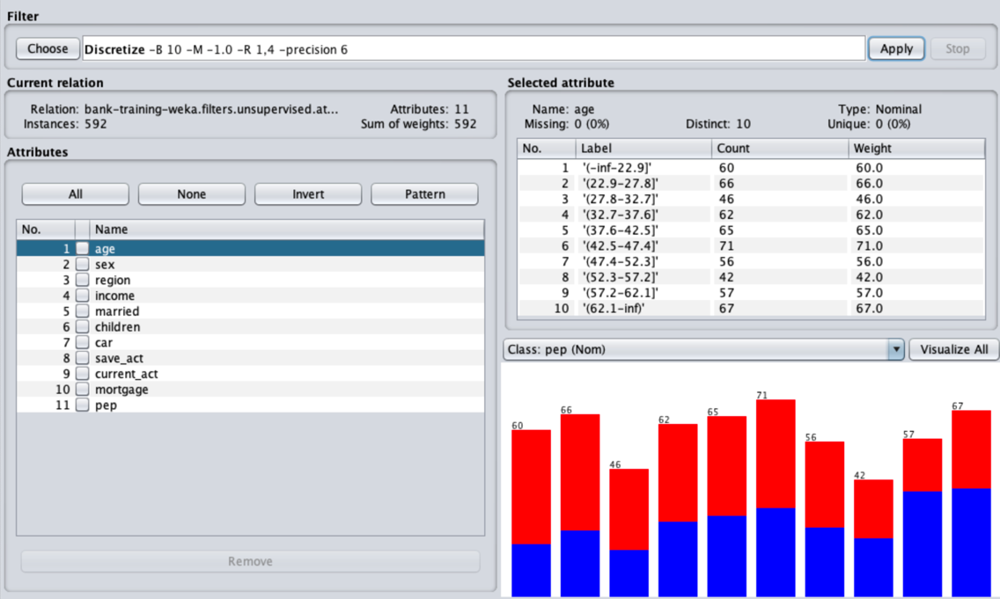 Filter
Choose Discretize -B 10 -M -1.0 -R 1,4 -precision 6 Apply Stop
Current relation
Relation: bank-training-weka.filters.unsupervised.at... Attributes: 11
Instances: 592 Sum of weights: 592
Attributes
All None Invert Pattern
No. Name
1 age
2 sex
3 region
4 income
5 married
6 children
7 car
8 save_act
9 current_act
10 mortgage
11 pep
Remove
Selected attribute
Name: age Type: Nominal
Missing: 0 (0%) Distinct: 10 Unique: 0 (0%)
No. Label Count Weight
1 '(-inf-22.9]' 60 60.0
2 '(22.9-27.8]' 66 66.0
3 '(27.8-32.7]' 46 46.0
4 '(32.7-37.6]' 62 62.0
5 '(37.6-42.5]' 65 65.0
6 '(42.5-47.4]' 71 71.0
7 '(47.4-52.3]' 56 56.0
8 '(52.3-57.2]' 42 42.0
9 '(57.2-62.1]' 57 57.0
10 '(62.1-inf)' 67 67.0
Class: pep (Nom) Visualize All
60 66 46 62 65 71 56 42 57 67